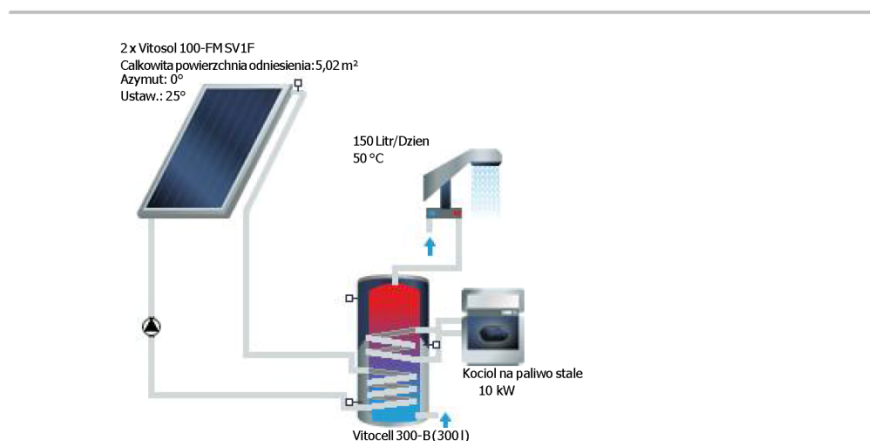 2 x Vitosol 100-FM SV1F
Calkowita powierzchnia odniesienia: 5,02 m²
Azymut: 0°
Ustaw.: 25°
150 Litr/Dzien
50 °C
Kociol na paliwo stale
10 kW
Vitocell 300-B (300 l)